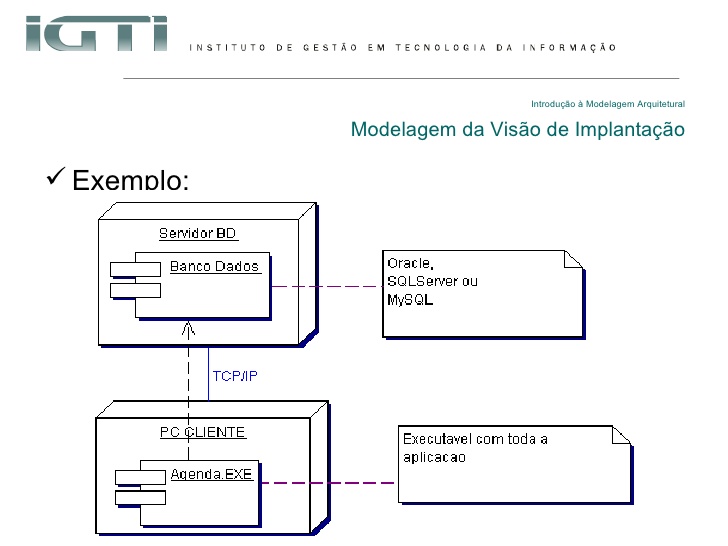 IGTI
INSTITUTO DE GESTÃO EM TECNOLOGIA DA INFORMAÇÃO
Introdução à Modelagem Arquitetural
Modelagem da Visão de Implantação
✓ Exemplo:
Servidor BD
Banco Dados
Oracle,
SQLServer ou
MySQL
TCP/IP
PC CLIENTE
Agenda.EXE
Executavel com toda a
aplicacao